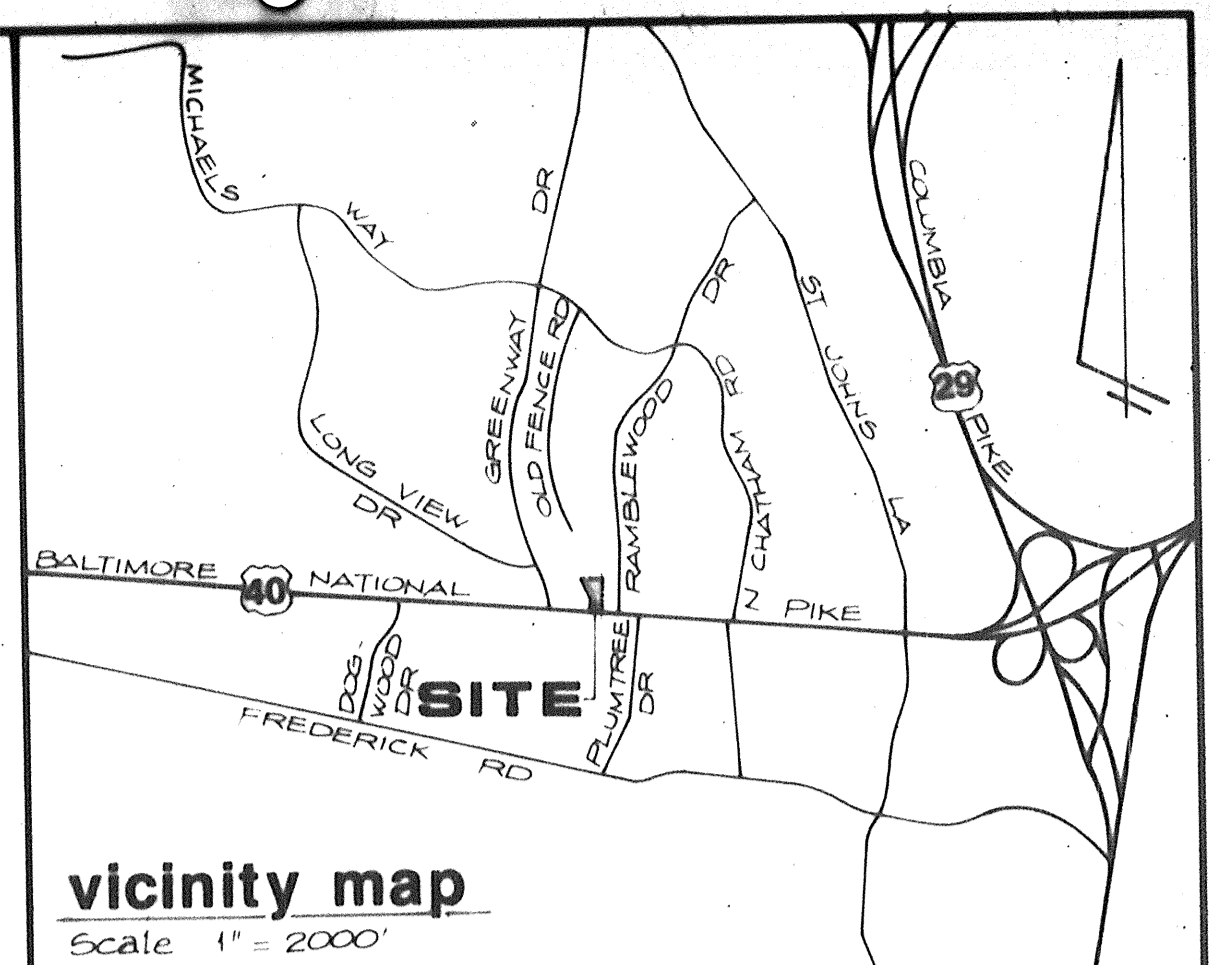 MICHAELS
WAY
DR
COLUMBIA
DR
ST JOHNS LA
GREENWAY
OLD FENCE RD
RAMBLEWOOD
N CHATHAM RD
29
PIKE
LONG VIEW
DR
BALTIMORE
40
NATIONAL
PIKE
DOG-
WOOD
DR
SITE
PLUMTREE
DR
FREDERICK RD
vicinity map
Scale 1" = 2000'